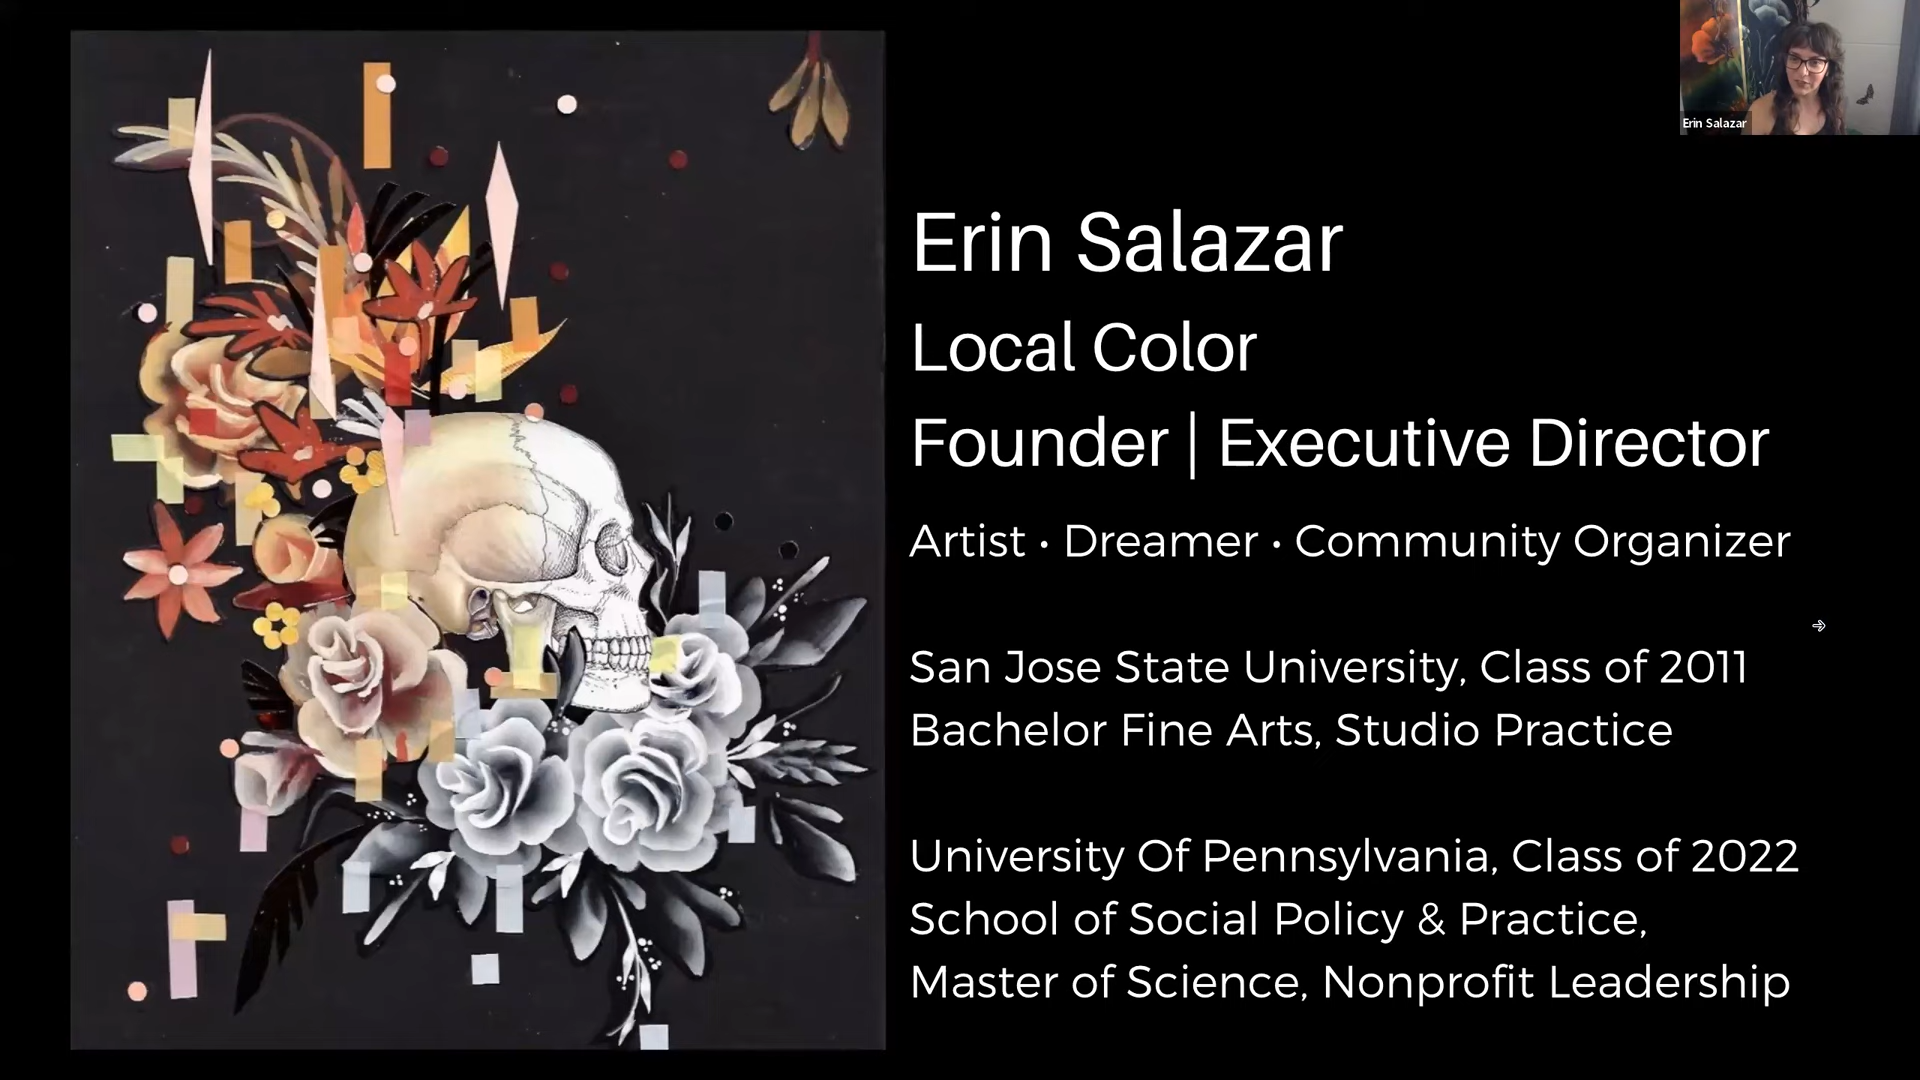 Erin Salazar
Erin Salazar
Local Color
Founder | Executive Director
Artist • Dreamer • Community Organizer
San Jose State University, Class of 2011
Bachelor Fine Arts, Studio Practice
University Of Pennsylvania, Class of 2022
School of Social Policy & Practice,
Master of Science, Nonprofit Leadership